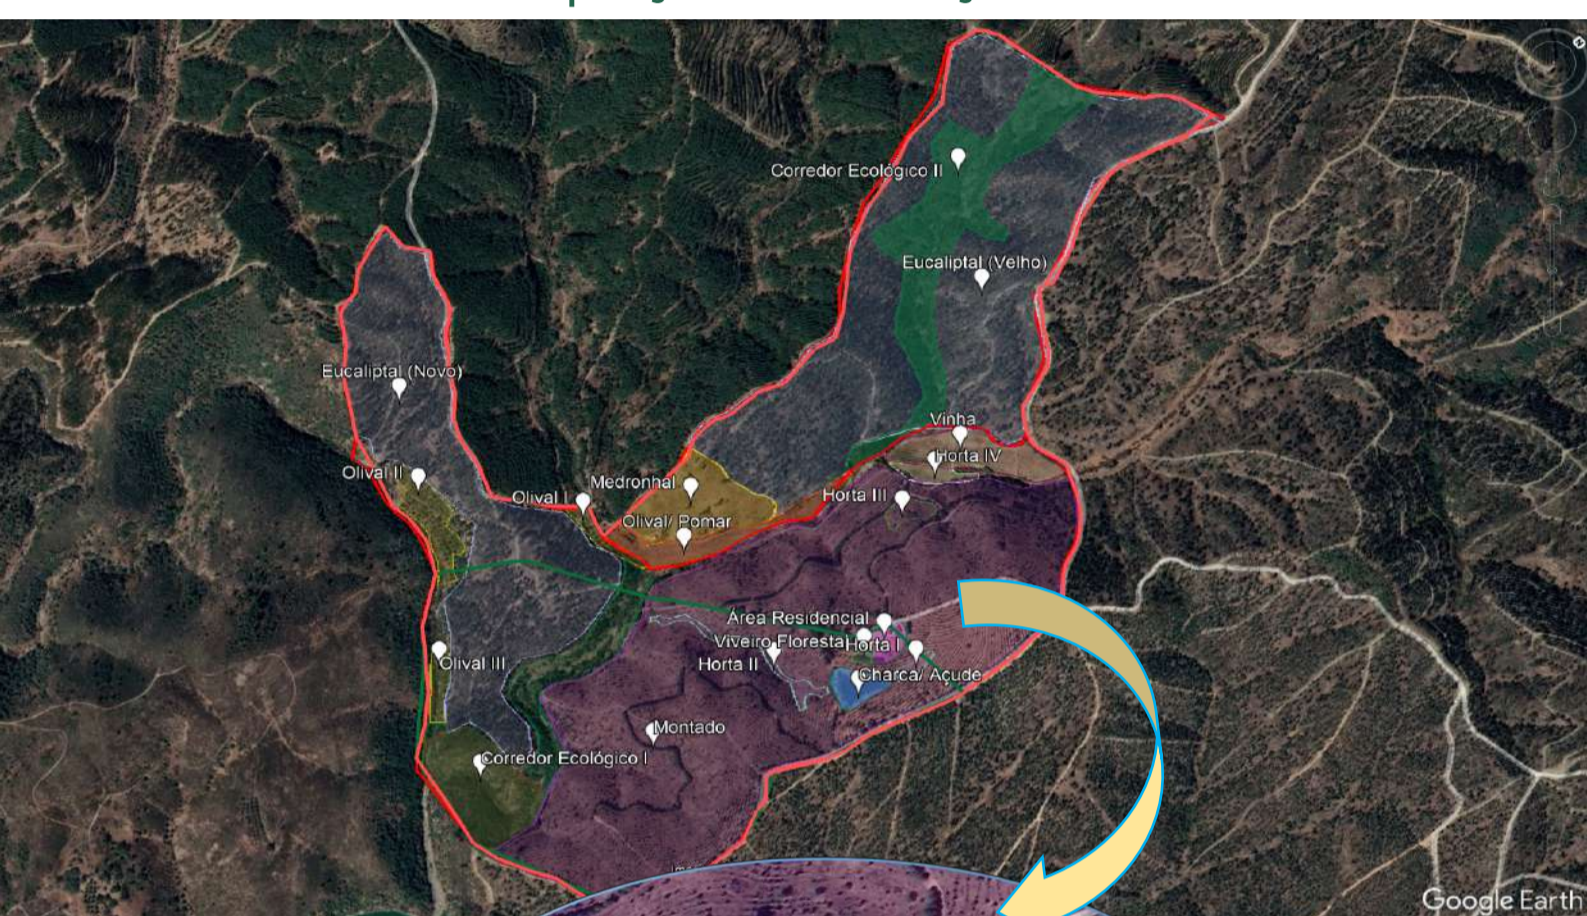 Corredor Ecológico II
Eucaliptal (Velho)
Eucaliptal (Novo)
Vinha
Horta IV
Olival II
Medronhal
Olival I
Horta III
Olival/ Pomar
Área Residencial
Viveiro Florestal
Horta I
Horta II
Charca/ Açude
Olival III
Montado
Corredor Ecológico I
Google Earth